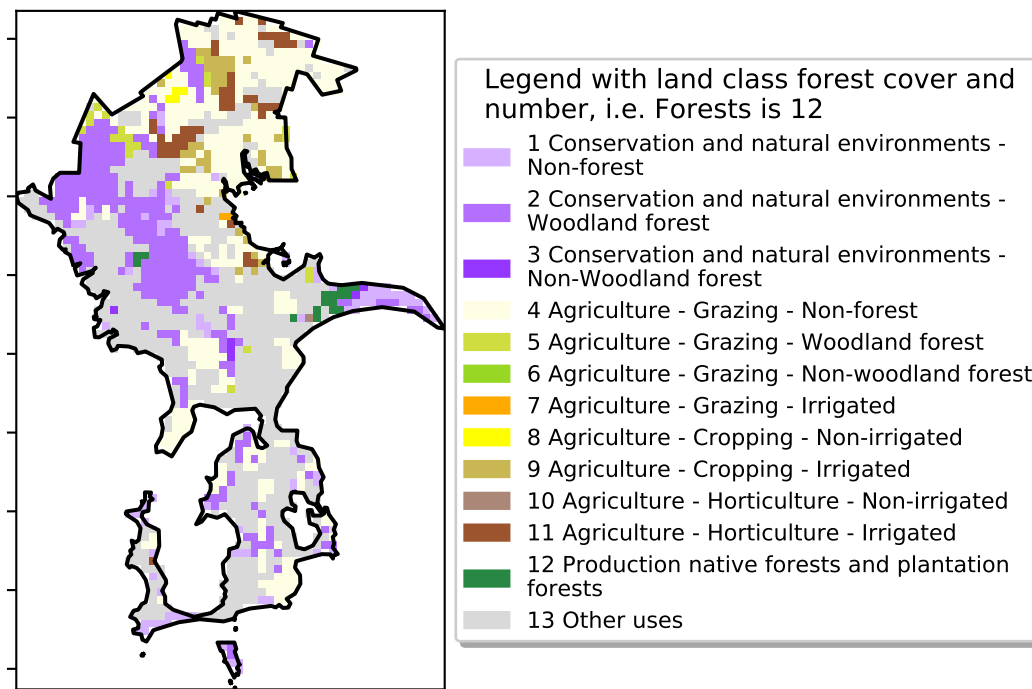 Legend with land class forest cover and
number, i.e. Forests is 12
1 Conservation and natural environments -
Non-forest
2 Conservation and natural environments -
Woodland forest
3 Conservation and natural environments -
Non-Woodland forest
4 Agriculture - Grazing - Non-forest
5 Agriculture - Grazing - Woodland forest
6 Agriculture - Grazing - Non-woodland forest
7 Agriculture - Grazing - Irrigated
8 Agriculture - Cropping - Non-irrigated
9 Agriculture - Cropping - Irrigated
10 Agriculture - Horticulture - Non-irrigated
11 Agriculture - Horticulture - Irrigated
12 Production native forests and plantation
forests
13 Other uses